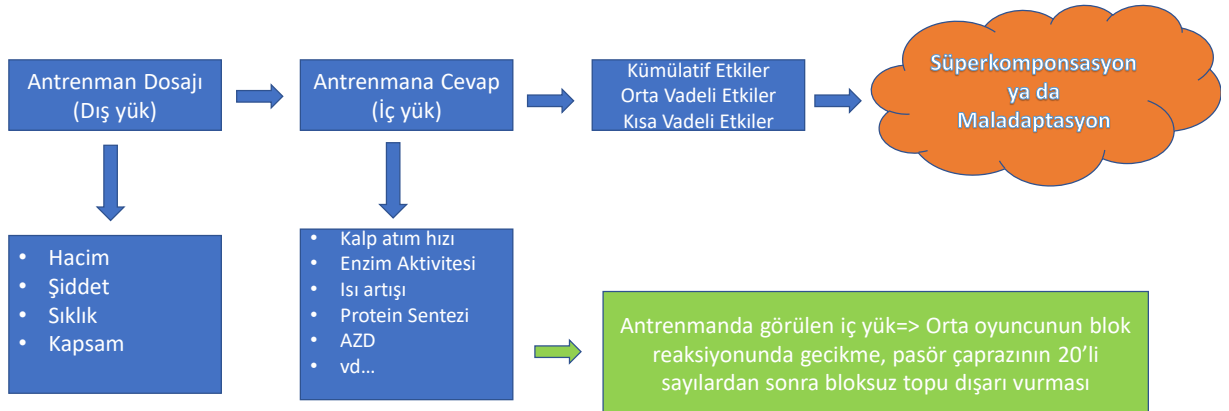 Antrenman Dosajı
(Dış yük)
Antrenmana Cevap
(İç yük)
Kümülatif Etkiler
Orta Vadeli Etkiler
Kısa Vadeli Etkiler
Süperkomponsasyon
ya da
Maladaptasyon
• Hacim
• Şiddet
• Sıklık
• Kapsam
• Kalp atım hızı
• Enzim Aktivitesi
• Isı artışı
• Protein Sentezi
• AZD
• vd...
Antrenmanda görülen iç yük=> Orta oyuncunun blok
reaksiyonunda gecikme, pasör çaprazının 20’li
sayılardan sonra bloksuz topu dışarı vurması